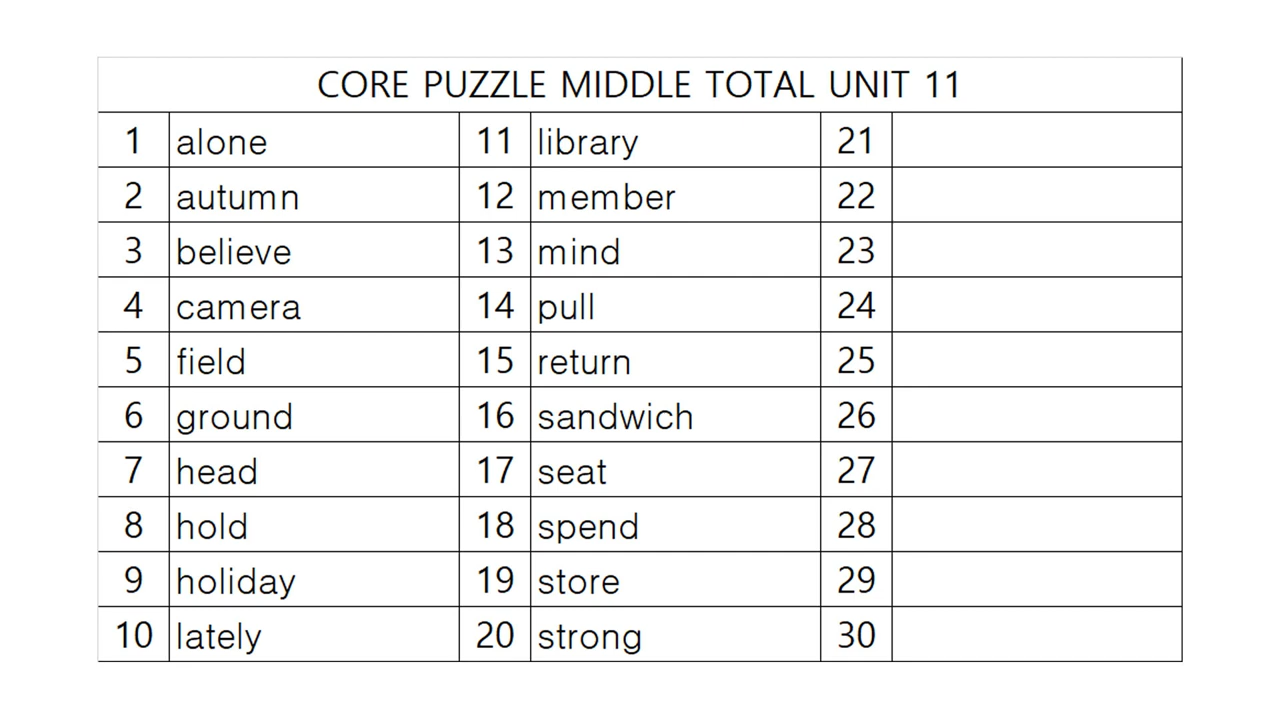 CORE PUZZLE MIDDLE TOTAL UNIT 11
1 alone 11 library 21
2 autumn 12 member 22
3 believe 13 mind 23
4 camera 14 pull 24
5 field 15 return 25
6 ground 16 sandwich 26
7 head 17 seat 27
8 hold 18 spend 28
9 holiday 19 store 29
10 lately 20 strong 30